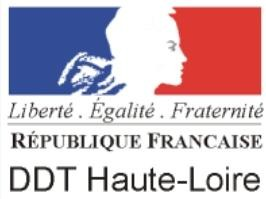 Liberté . Égalité . Fraternité
RÉPUBLIQUE FRANCAISE
DDT Haute-Loire